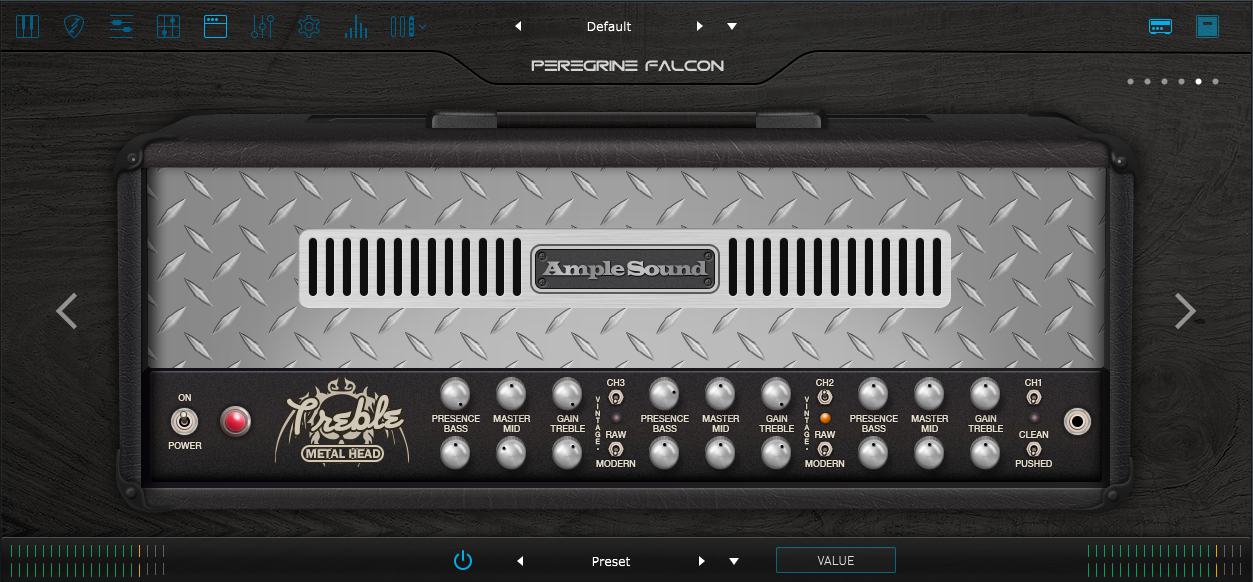 Default
PEREGRINE FALCON
AmpleSound
ON
POWER
Treble
METAL HEAD
PRESENCE
BASS
MASTER
MID
GAIN
TREBLE
CH3
VINTAGE
RAW
MODERN
PRESENCE
BASS
MASTER
MID
GAIN
TREBLE
CH2
VINTAGE
RAW
MODERN
PRESENCE
BASS
MASTER
MID
GAIN
TREBLE
CH1
CLEAN
PUSHED
Preset
VALUE